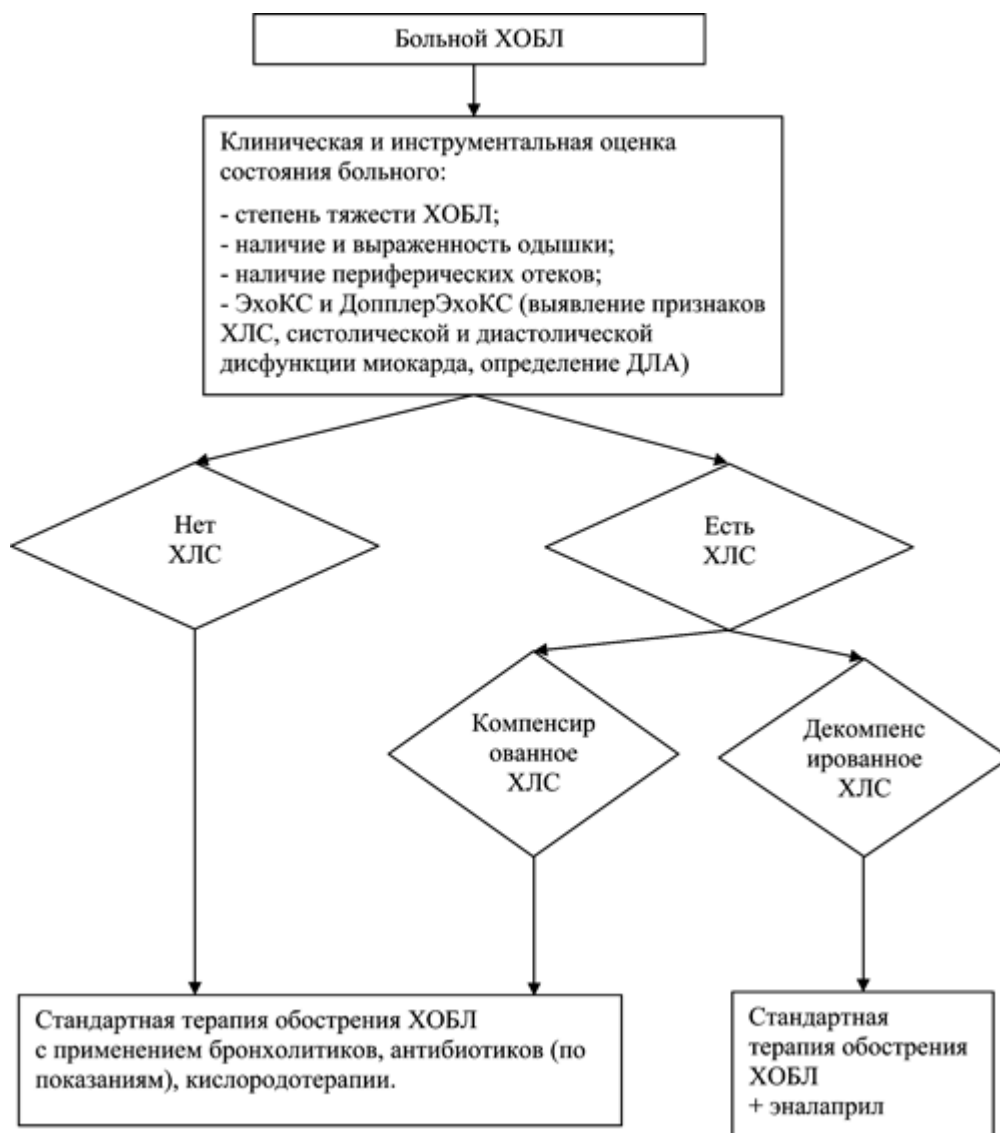 Больной ХОБЛ
Клиническая и инструментальная оценка
состояния больного:
- степень тяжести ХОБЛ;
- наличие и выраженность одышки;
- наличие периферических отеков;
- ЭхоКС и ДопплерЭхоКС (выявление признаков
ХЛС, систолической и диастолической
дисфункции миокарда, определение ДЛА)
Нет
ХЛС
Есть
ХЛС
Компенсир
ованное
ХЛС
Декомпенс
ированное
ХЛС
Стандартная терапия обострения ХОБЛ
с применением бронхолитиков, антибиотиков (по
показаниям), кислородотерапии.
Стандартная
терапия обострения
ХОБЛ
+ эналаприл